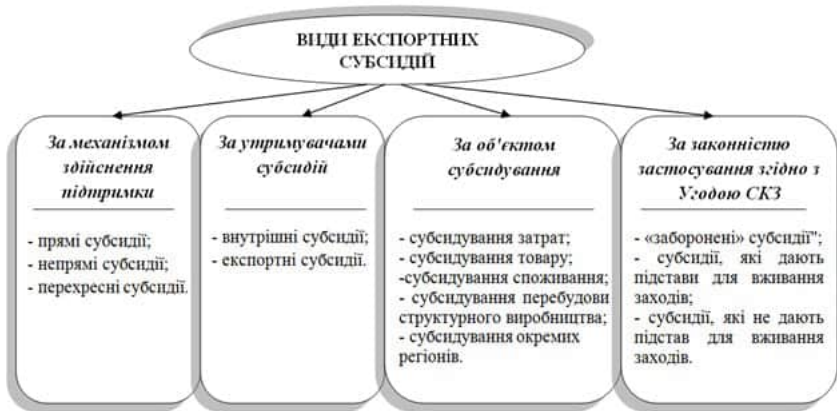 ВИДИ ЕКСПОРТНИХ
СУБСИДІЙ
За механізмом
здійснення
підтримки
- прямі субсидії;
- непрямі субсидії;
- перехресні субсидії.
За утримувачами
субсидій
- внутрішні субсидії;
- експортні субсидії.
За об'єктом
субсидування
- субсидування затрат;
- субсидування товару;
-субсидування споживання;
- субсидування перебудови
структурного виробництва;
- субсидування окремих
регіонів.
За законністю
застосування згідно з
Угодою СКЗ
- «заборонені» субсидії";
- субсидії, які дають
підстави для вживання
заходів;
- субсидії, які не дають
підстав для вживання
заходів.